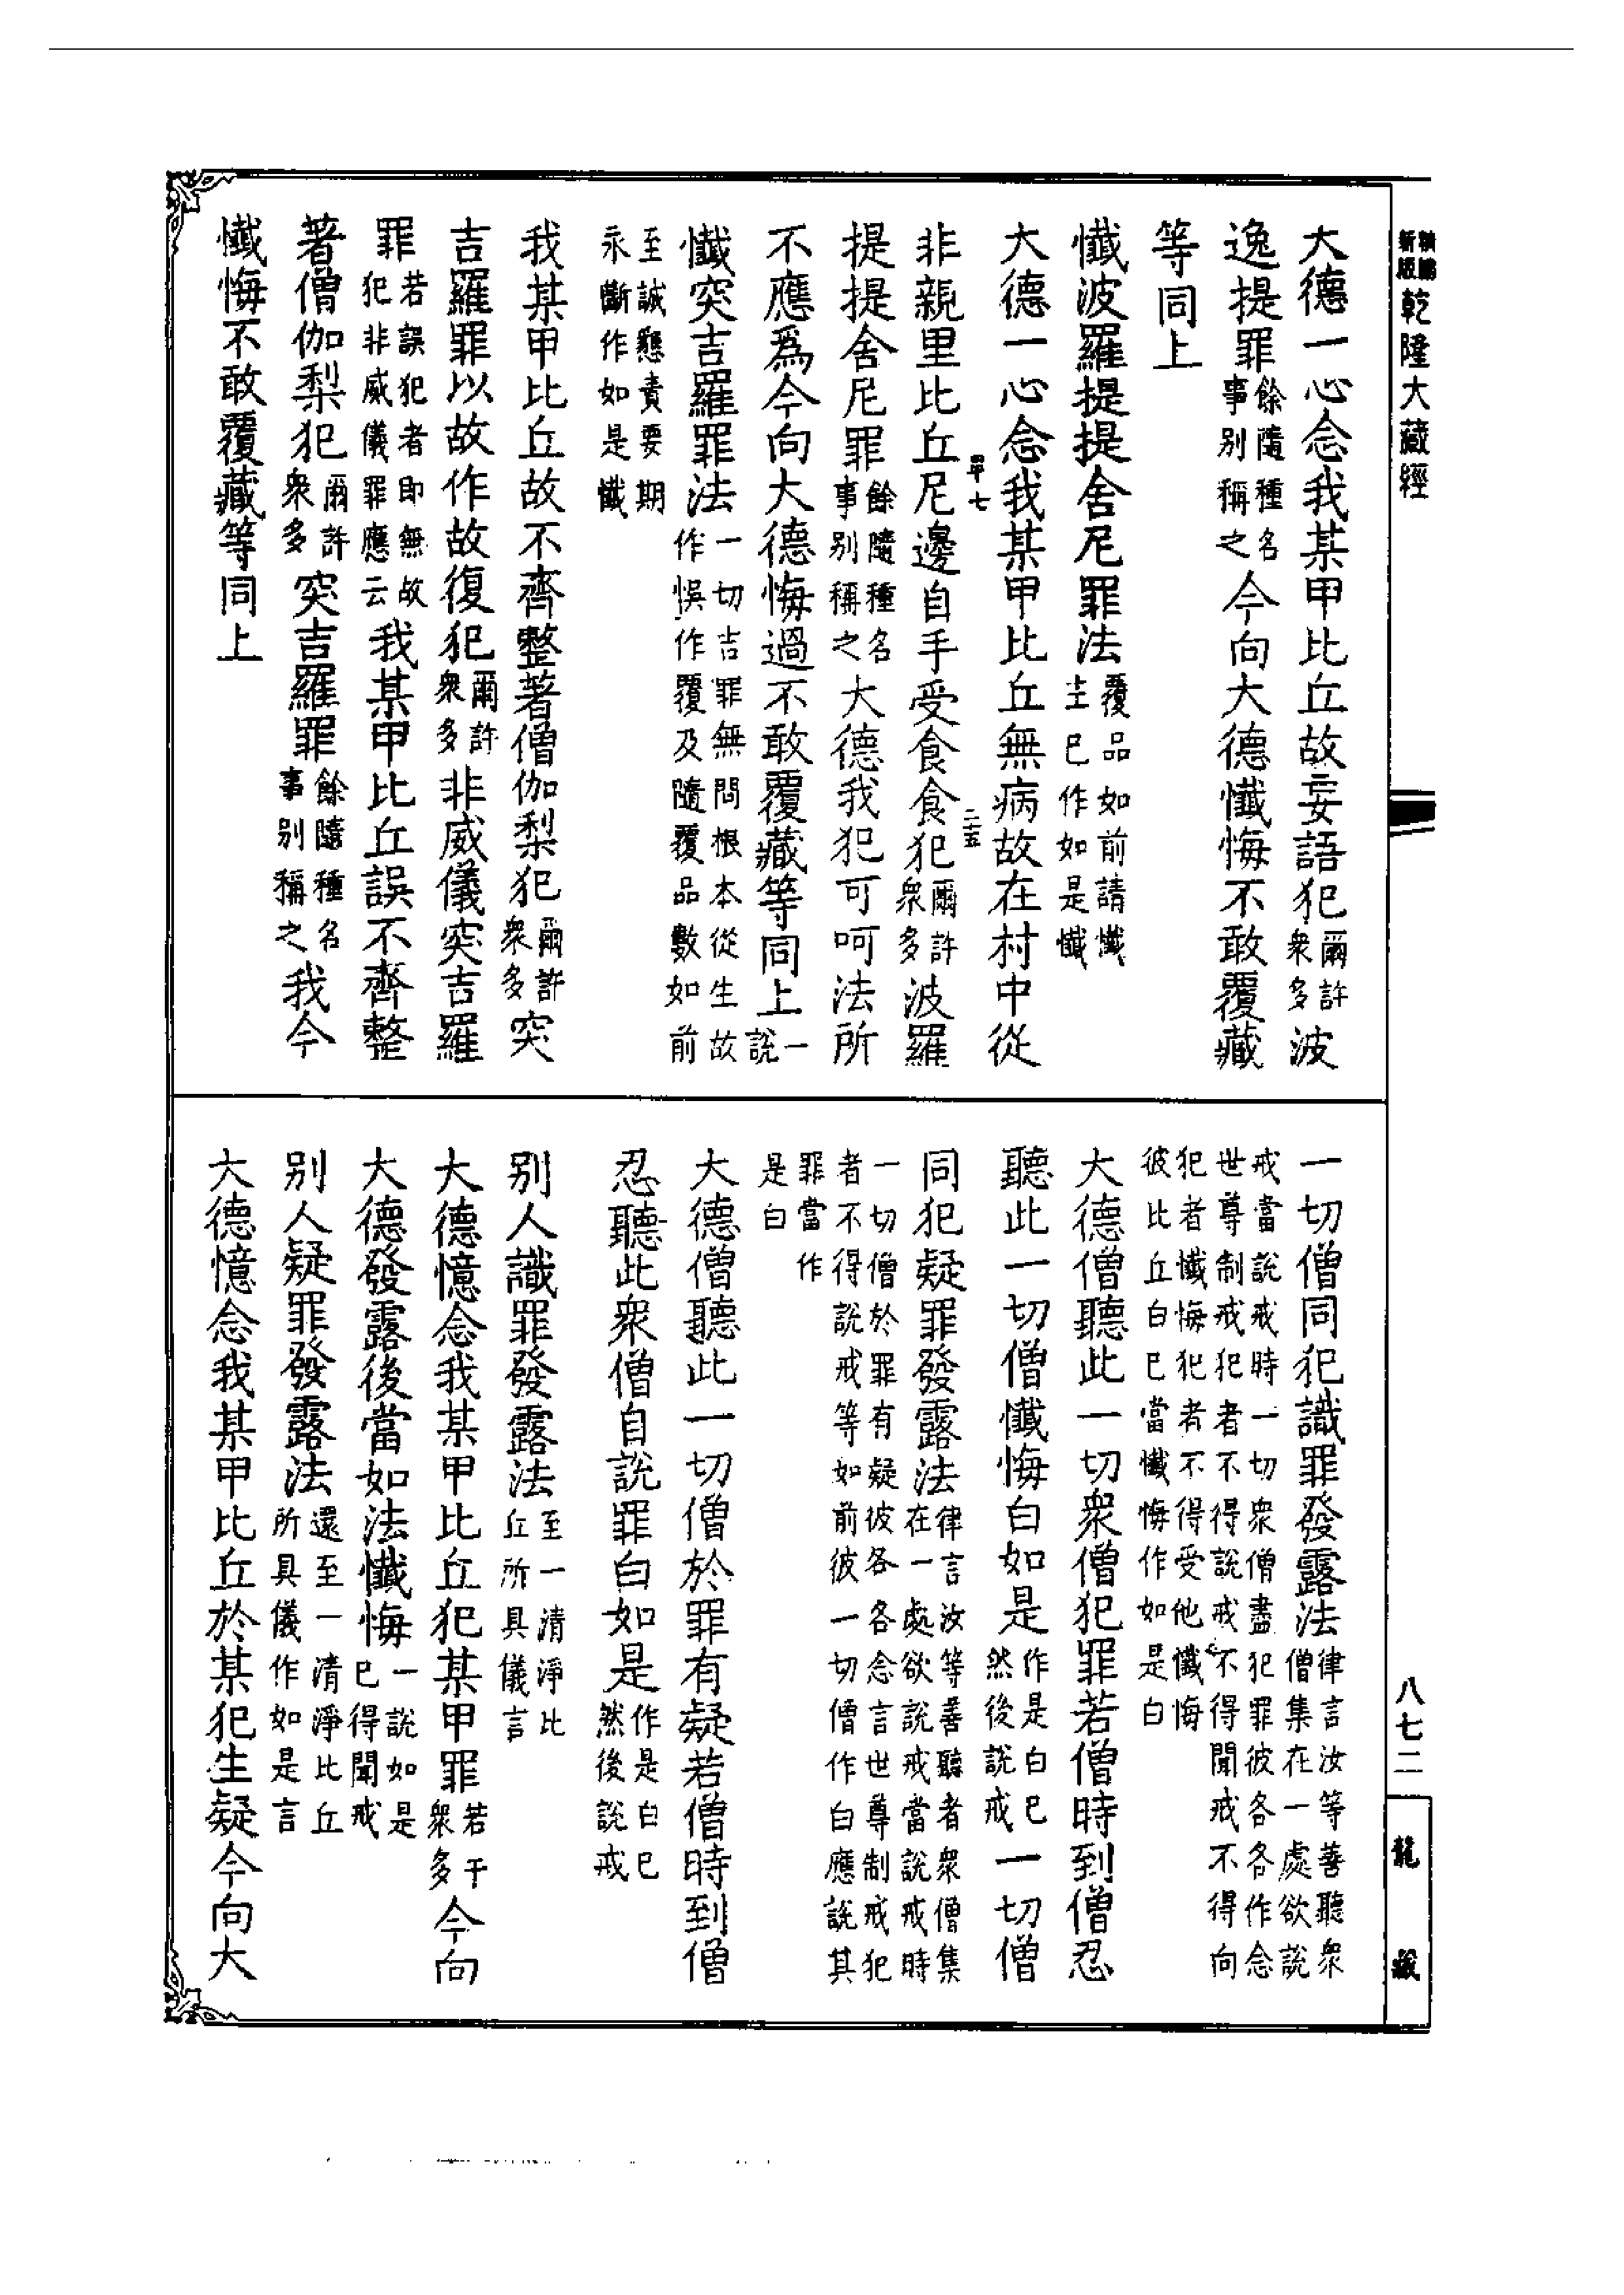 新版 精編 乾隆大藏經
大德一心念我某甲比丘故妄語犯爾許衆多波
逸提罪餘隨種名事別稱之今向大德懺悔不敢覆藏
等同上
懺波羅提提舍尼罪法覆品如前請懺主已作如是懺
大德一心念我某甲比丘無病故在村中從
非親里比丘尼邊自手受食食犯爾許衆多波羅
提提舍尼罪餘隨種名事別稱之大德我犯可呵法所
不應爲今向大德悔過不敢覆藏等同上一說
懺突吉羅罪法一切吉罪無問根本從生故作悞作覆及隨覆品數如前
至誠懇責要期永斷作如是懺
我某甲比丘故不齊整著僧伽梨犯爾許衆多突
吉羅罪以故作故復犯爾許衆多非威儀突吉羅
罪若誤犯者即無故犯非威儀罪應云我某甲比丘誤不齊整
著僧伽梨犯爾許衆多突吉羅罪餘隨種名事別稱之我今
懺悔不敢覆藏等同上
一切僧同犯識罪發露法律言汝等善聽衆僧集在一處欲說
戒當說戒時一切衆僧盡犯罪彼各各作念世尊制戒犯者不得說戒不得聞戒不得向
犯者懺悔犯者不得受他懺悔彼比丘白已當懺悔作如是白
大德僧聽此一切衆僧犯罪若僧時到僧忍
聽此一切僧懺悔白如是作是白已然後說戒一切僧
同犯疑罪發露法律言汝等善聽者衆僧集在一處欲說戒當說戒時
一切僧於罪有疑彼各各念言世尊制戒犯者不得說戒等如前彼一切僧作白應說其
罪當作是白
大德僧聽此一切僧於罪有疑若僧時到僧
忍聽此衆僧自說罪白如是作是白已然後說戒
別人識罪發露法至一清淨比丘所具儀言
大德憶念我某甲比丘犯某甲罪若干衆多今向
大德發露後當如法懺悔一說如是已得聞戒
別人疑罪發露法還至一清淨比丘所具儀作如是言
大德憶念我某甲比丘於某犯生疑今向大
八七二
龍藏